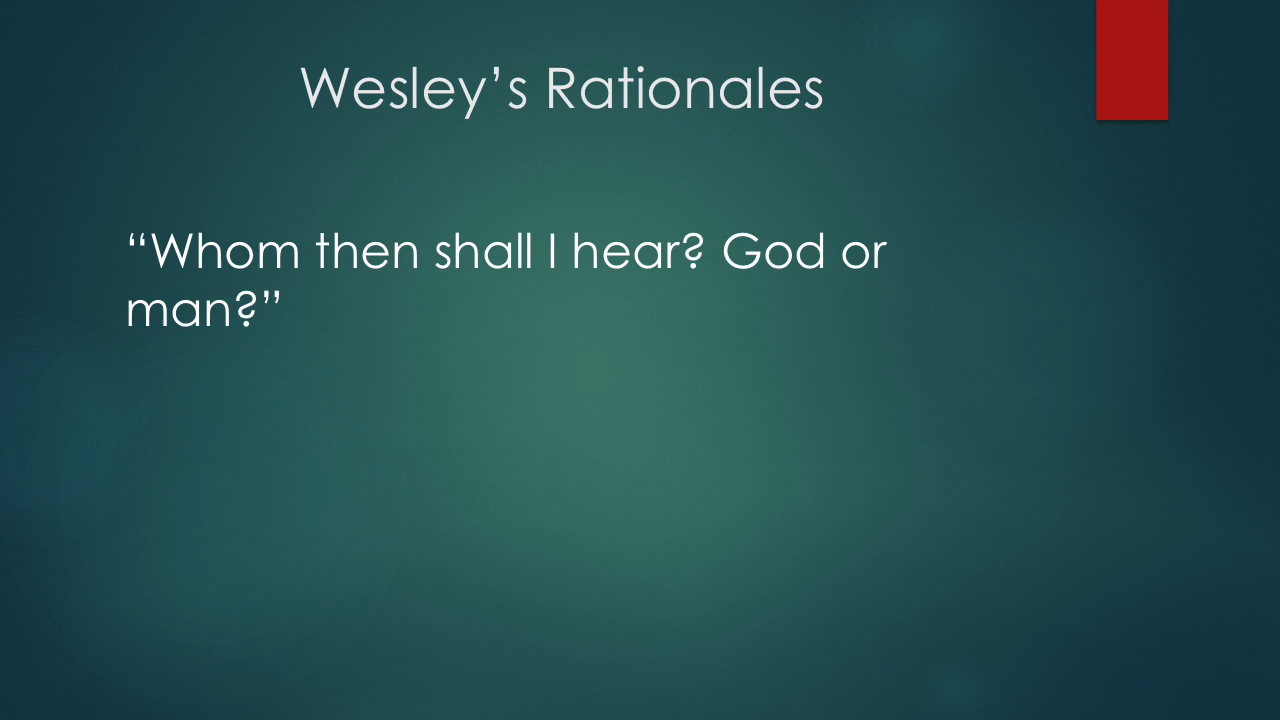 Wesley’s Rationales
“Whom then shall I hear? God or
man?”